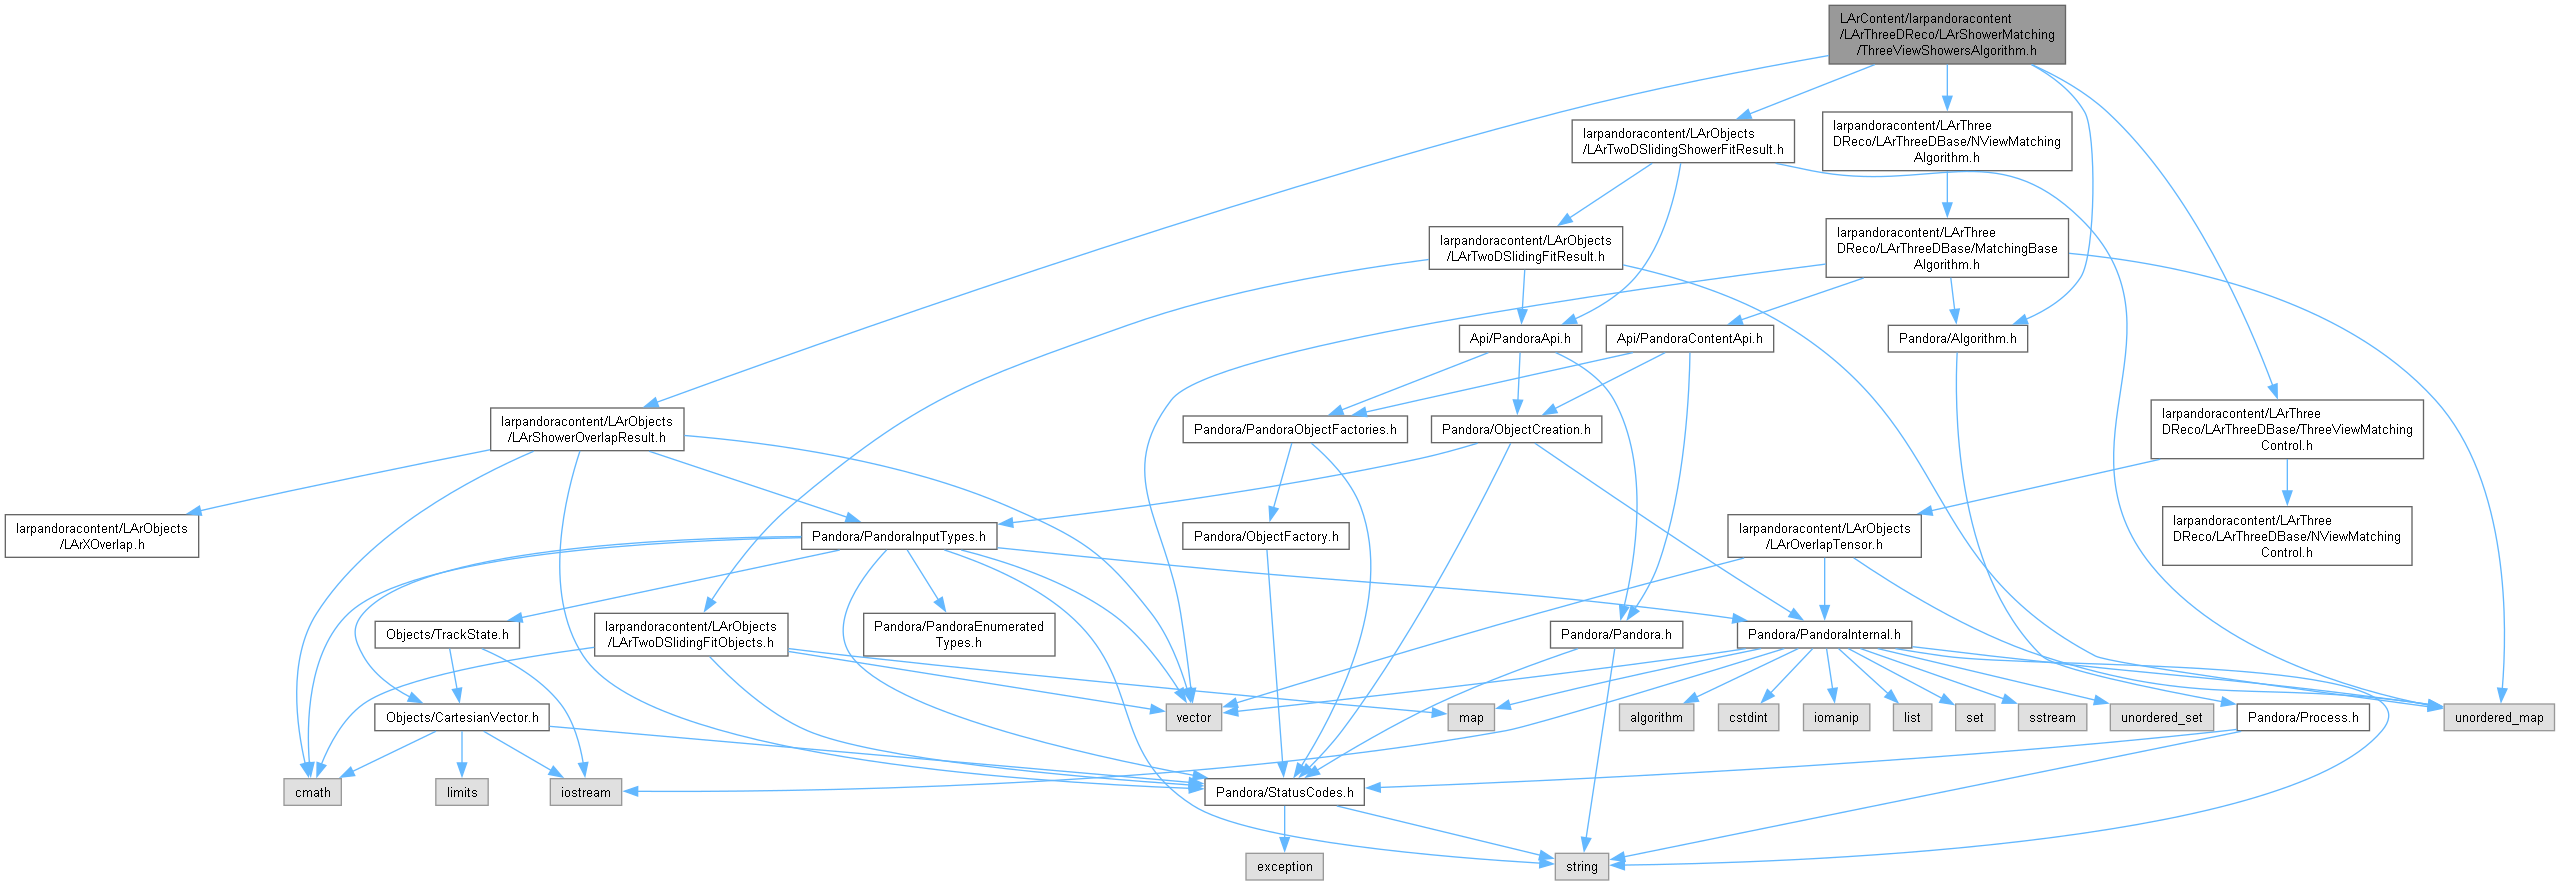 LArContent/larpandoracontent
/LArThreeDReco/LArShowerMatching
/ThreeViewShowersAlgorithm.h
larpandoracontent/LArObjects
/LArTwoDSlidingShowerFitResult.h
larpandoracontent/LArThree
DReco/LArThreeDBase/NViewMatching
Algorithm.h
larpandoracontent/LArObjects
/LArTwoDSlidingFitResult.h
larpandoracontent/LArThree
DReco/LArThreeDBase/MatchingBase
Algorithm.h
Api/PandoraApi.h
Api/PandoraContentApi.h
Pandora/Algorithm.h
larpandoracontent/LArObjects
/LArShowerOverlapResult.h
Pandora/PandoraObjectFactories.h
Pandora/ObjectCreation.h
larpandoracontent/LArThree
DReco/LArThreeDBase/ThreeViewMatching
Control.h
larpandoracontent/LArObjects
/LArXOverlap.h
Pandora/PandoraInputTypes.h
Pandora/ObjectFactory.h
larpandoracontent/LArObjects
/LArOverlapTensor.h
larpandoracontent/LArThree
DReco/LArThreeDBase/NViewMatching
Control.h
Objects/TrackState.h
larpandoracontent/LArObjects
/LArTwoDSlidingFitObjects.h
Pandora/PandoraEnumerated
Types.h
Pandora/Pandora.h
Pandora/PandoraInternal.h
Objects/CartesianVector.h
vector
map
algorithm
cstdint
iomanip
list
set
sstream
unordered_set
Pandora/Process.h
unordered_map
cmath
limits
iostream
Pandora/StatusCodes.h
exception
string